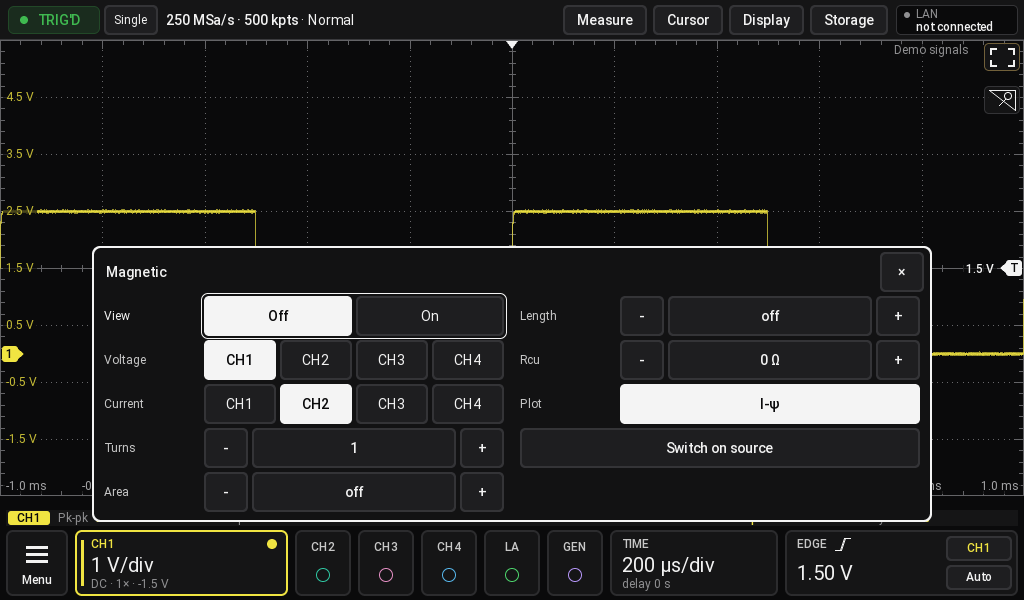 TRIG'D
Single
250 MSa/s · 500 kpts · Normal
Measure
Cursor
Display
Storage
LAN
not connected
Demo signals
4.5 V
3.5 V
2.5 V
1.5 V
1.5 V
T
0.5 V
1
-0.5 V
-1.5 V
-1.0 ms
1.0 ms
Magnetic
×
View
Off
On
Length
-
off
+
Voltage
CH1
CH2
CH3
CH4
Rcu
-
0 Ω
+
Current
CH1
CH2
CH3
CH4
Plot
I-ψ
Turns
-
1
+
Switch on source
Area
-
off
+
CH1
Pk-pk
Menu
CH1
1 V/div
DC · 1× · -1.5 V
CH2
CH3
CH4
LA
GEN
TIME
200 µs/div
delay 0 s
EDGE
1.50 V
CH1
Auto